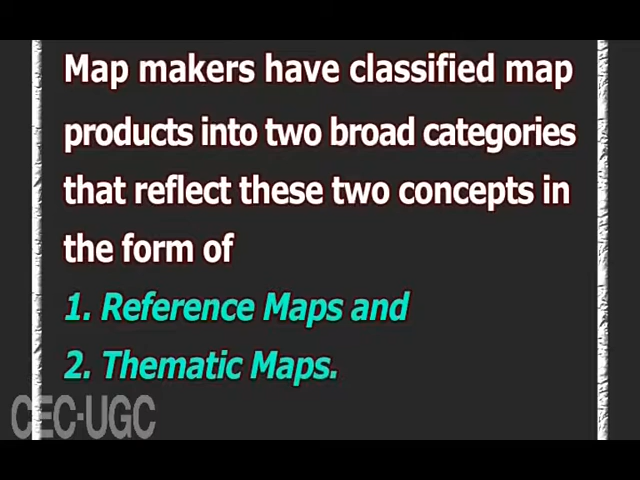 Map makers have classified map
products into two broad categories
that reflect these two concepts in
the form of
1. Reference Maps and
2. Thematic Maps.
CEC-UGC